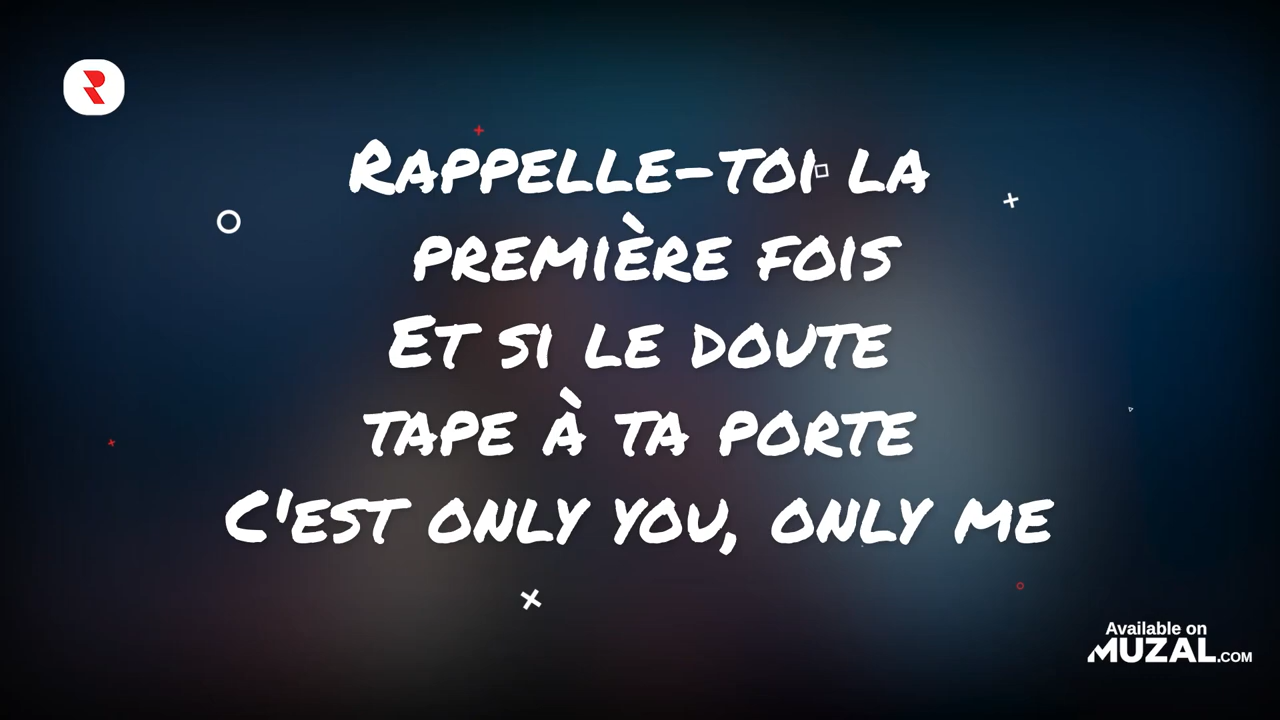 R
Rappelle-toi la
première fois
Et si le doute
tape à ta porte
C'est only you, only me
Available on
MUZAL.COM